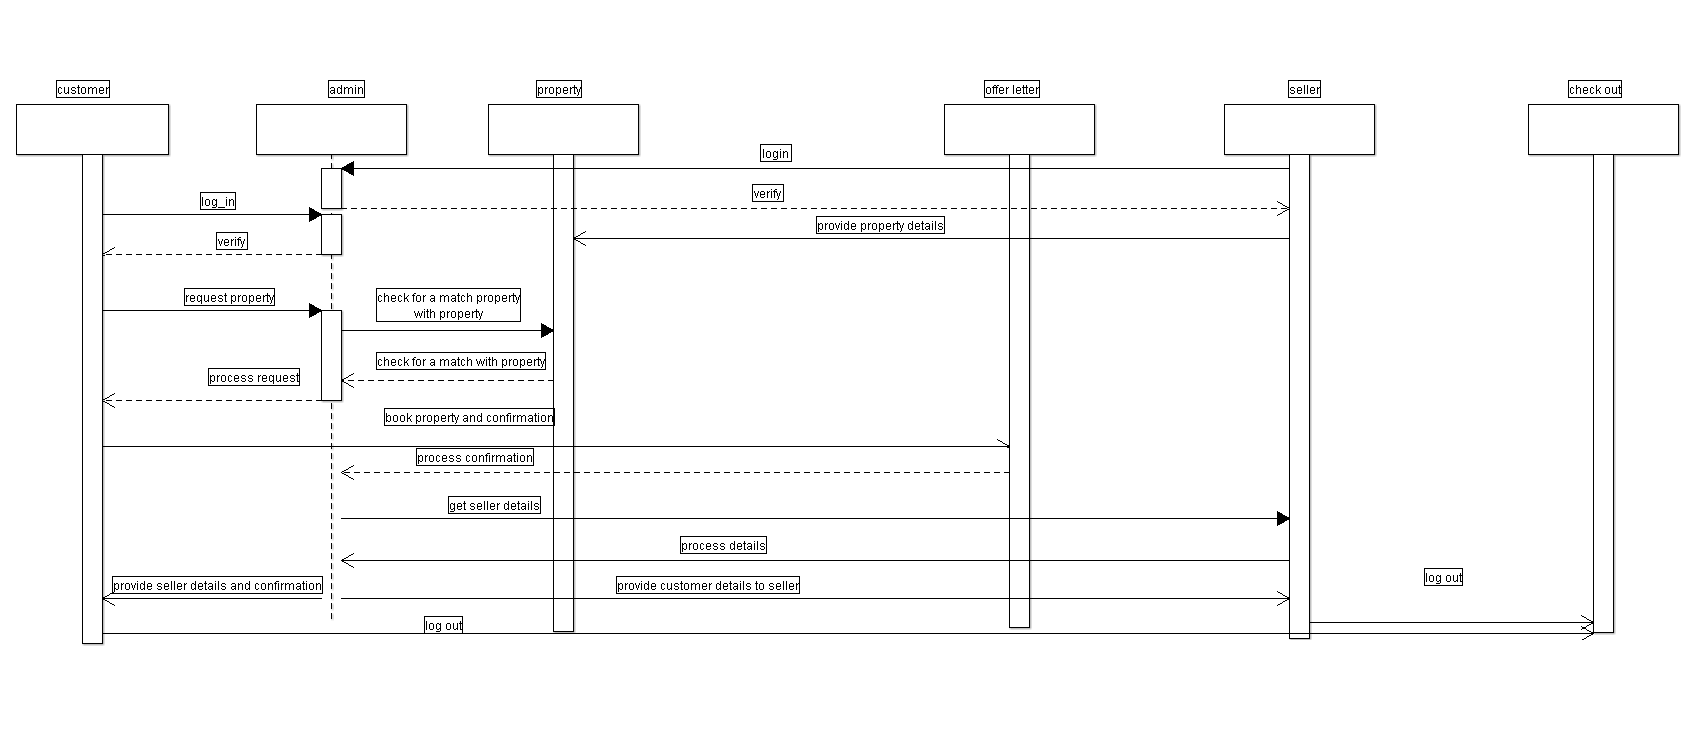 customer
admin
property
offer letter
seller
check out
login
verify
log_in
provide property details
verify
request property
check for a match property
with property
check for a match with property
process request
book property and confirmation
process confirmation
get seller details
process details
log out
provide seller details and confirmation
provide customer details to seller
log out